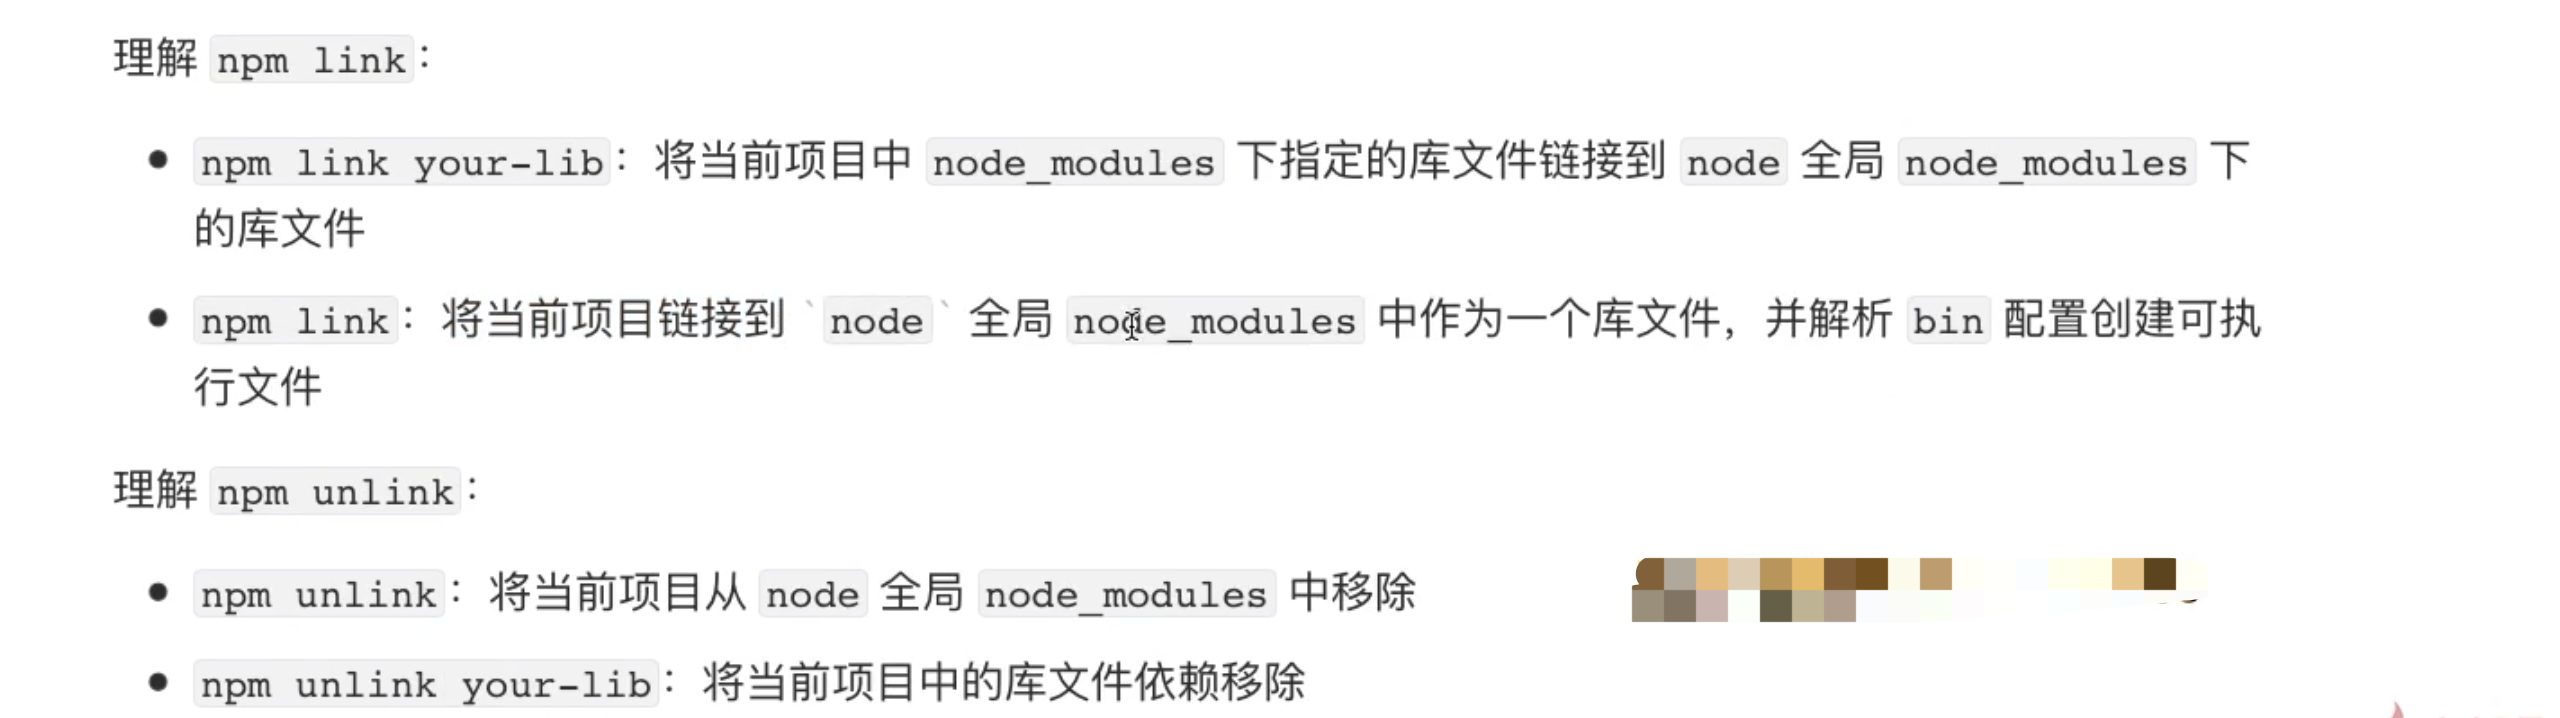 理解 npm link：
npm link your-lib：将当前项目中 node_modules 下指定的库文件链接到 node 全局 node_modules 下
的库文件
npm link：将当前项目链接到 `node` 全局 node_modules 中作为一个库文件，并解析 bin 配置创建可执
行文件
理解 npm unlink：
npm unlink：将当前项目从 node 全局 node_modules 中移除
npm unlink your-lib：将当前项目中的库文件依赖移除